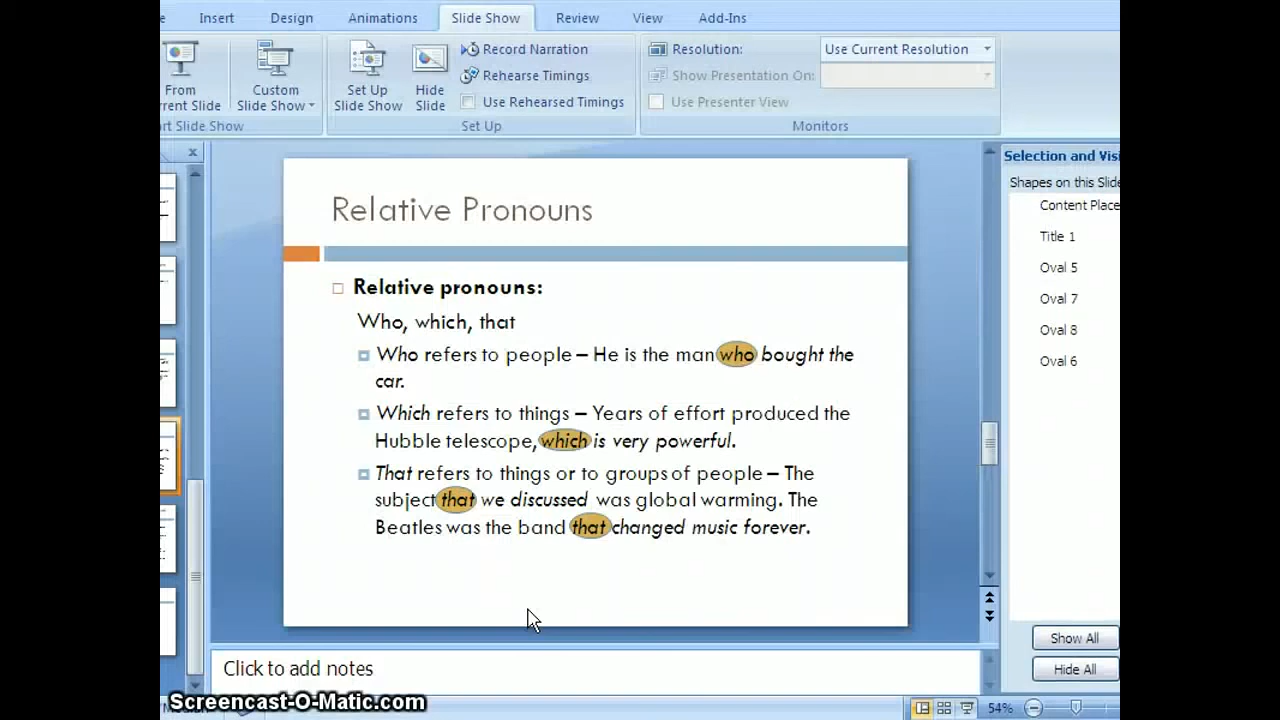 Insert Design Animations Slide Show Review View Add-Ins
From
Custom
Slide Show
Set Up
Slide Show
Hide
Slide
Record Narration
Rehearse Timings
Use Rehearsed Timings
Resolution: Use Current Resolution
Show Presentation On:
Use Presenter View
Slide Show Set Up Monitors
Relative Pronouns
Relative pronouns:
Who, which, that
Who refers to people – He is the man who bought the
car.
Which refers to things – Years of effort produced the
Hubble telescope, which is very powerful.
That refers to things or to groups of people – The
subject that we discussed was global warming. The
Beatles was the band that changed music forever.
Selection and Visi
Shapes on this Slide
Content Place
Title 1
Oval 5
Oval 7
Oval 8
Oval 6
Show All
Hide All
Click to add notes
Screencast-O-Matic.com
54%